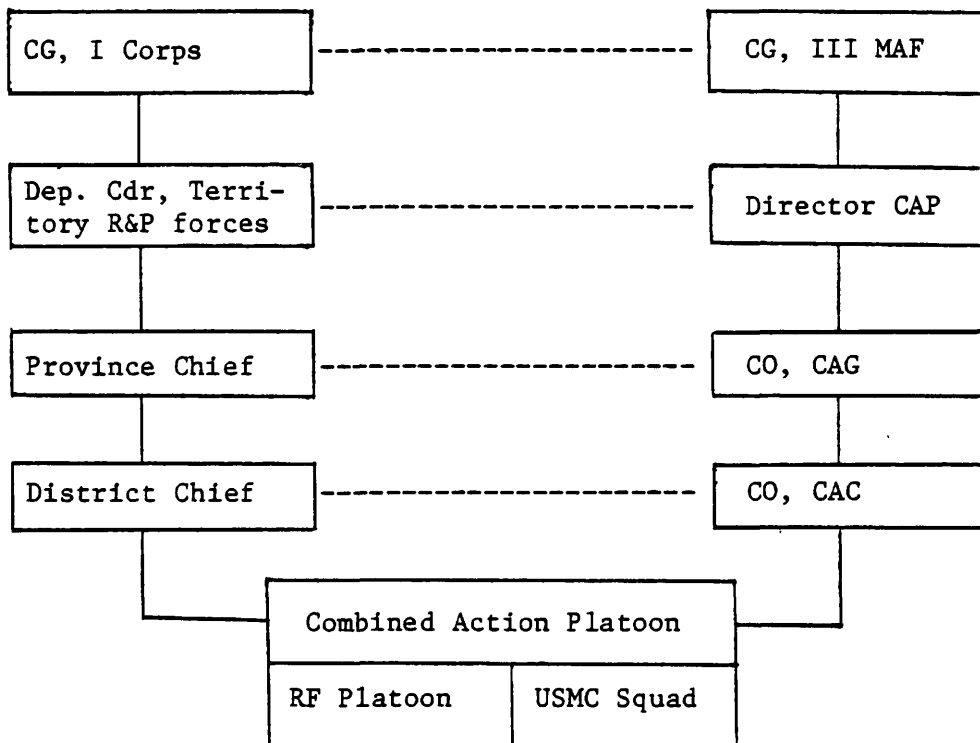 CG, I Corps
CG, III MAF
Dep. Cdr, Terri-
tory R&P forces
Director CAP
Province Chief
CO, CAG
District Chief
CO, CAC
Combined Action Platoon
RF Platoon
USMC Squad